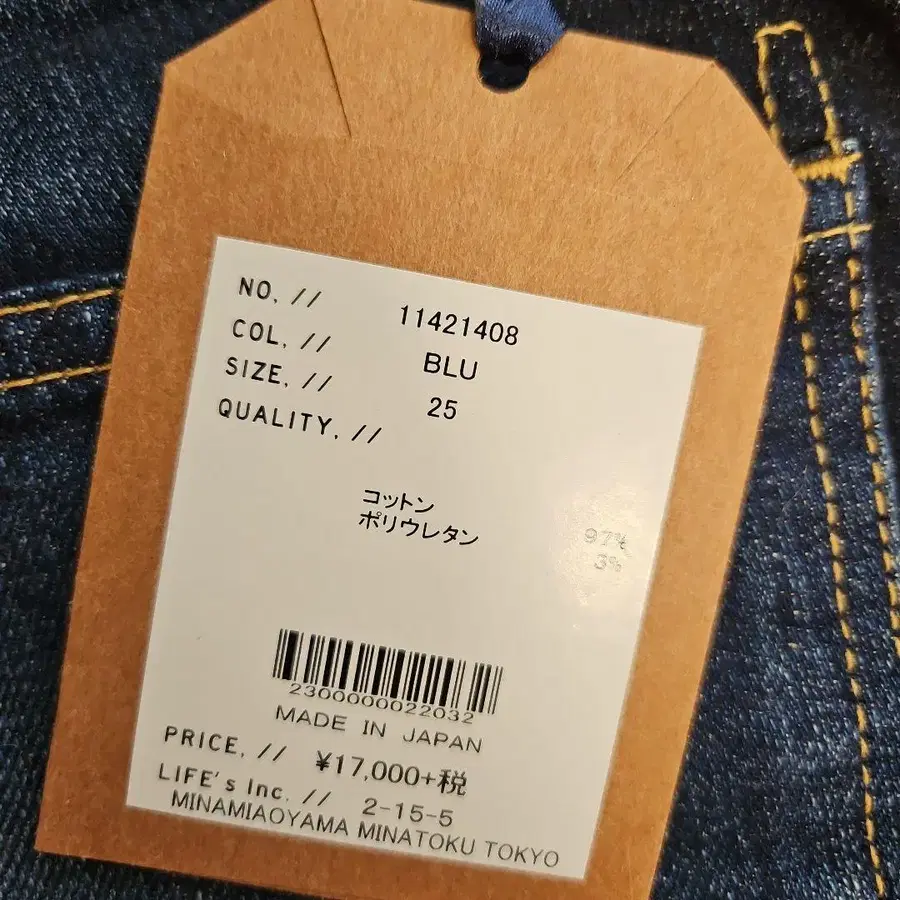 NO. // 11421408
COL. // BLU
SIZE. // 25
QUALITY. //
コットン 97%
ポリウレタン 3%
2300000022032
MADE IN JAPAN
PRICE. // ¥17,000+税
LIFE's Inc. // 2-15-5
MINAMIAOYAMA MINATOKU TOKYO